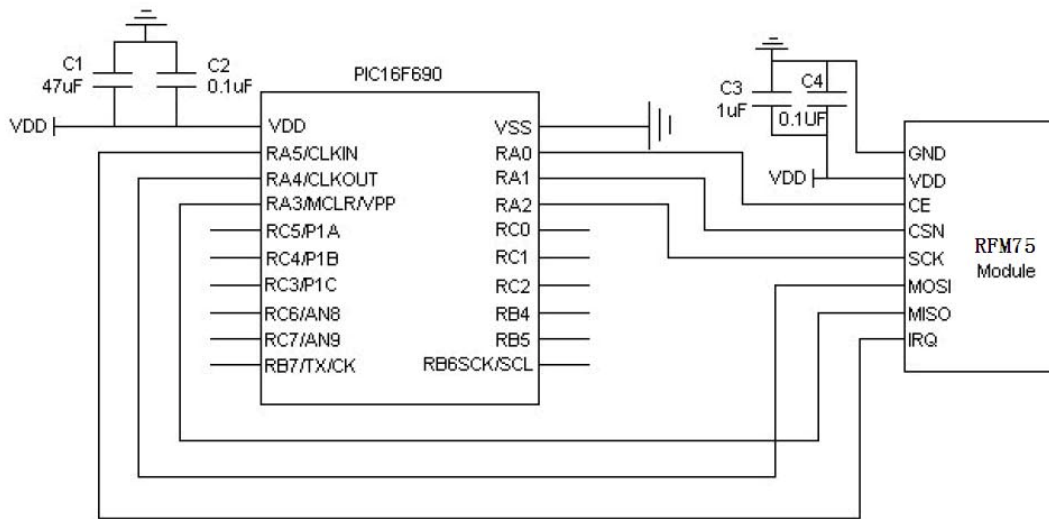 C1
47uF
C2
0.1uF
VDD
PIC16F690
VDD
RA5/CLKIN
RA4/CLKOUT
RA3/MCLR/VPP
RC5/P1A
RC4/P1B
RC3/P1C
RC6/AN8
RC7/AN9
RB7/TX/CK
VSS
RA0
RA1
RA2
RC0
RC1
RC2
RB4
RB5
RB6SCK/SCL
C3
1uF
C4
0.1UF
VDD
GND
VDD
CE
CSN
SCK
MOSI
MISO
IRQ
RFM75
Module